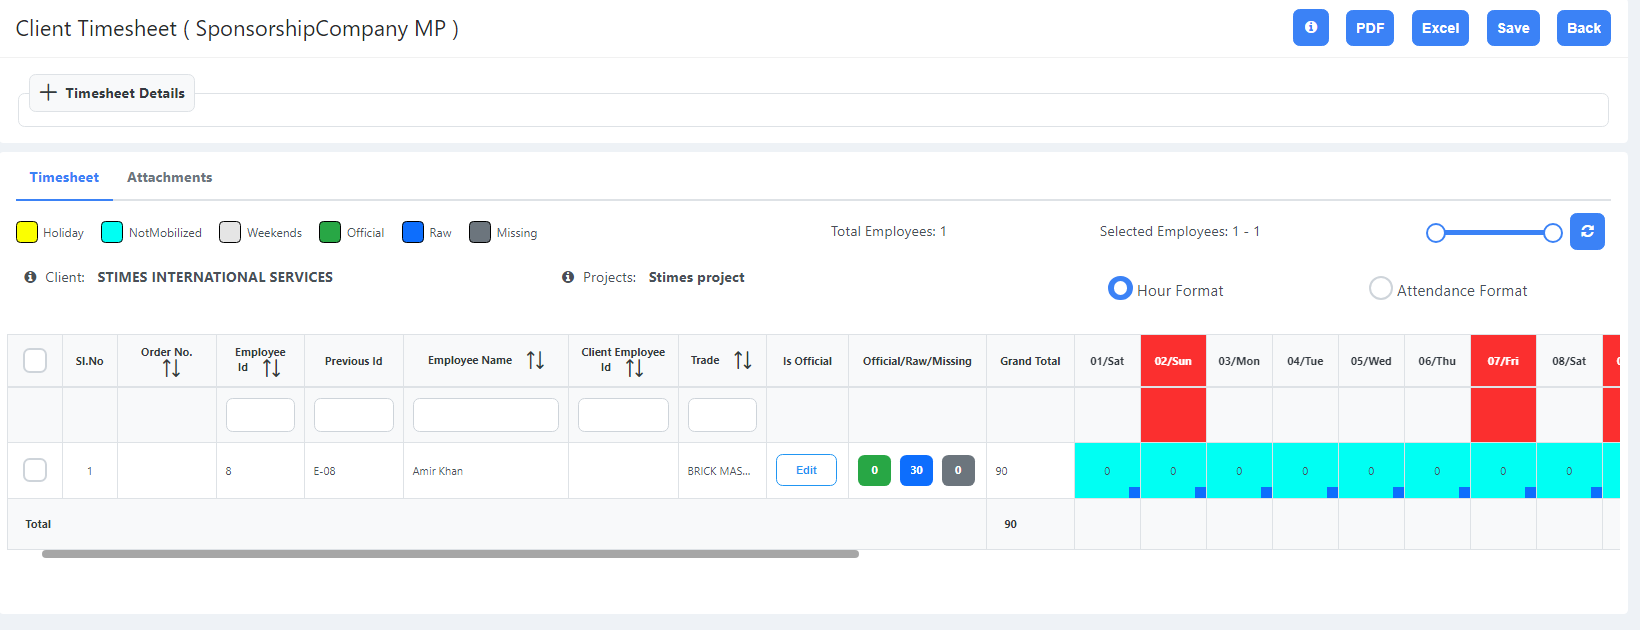 Client Timesheet ( SponsorshipCompany MP )
PDF Excel Save Back
Timesheet Details
Timesheet Attachments
Holiday NotMobilized Weekends Official Raw Missing Total Employees: 1 Selected Employees: 1 - 1
Client: STIMES INTERNATIONAL SERVICES Projects: Stimes project
Hour Format Attendance Format
Sl.No Order No. Employee Id Previous Id Employee Name Client Employee Id Trade Is Official Official/Raw/Missing Grand Total 01/Sat 02/Sun 03/Mon 04/Tue 05/Wed 06/Thu 07/Fri 08/Sat
1 8 E-08 Amir Khan BRICK MAS... Edit 0 30 0 90 0 0 0 0 0 0 0 0
Total 90